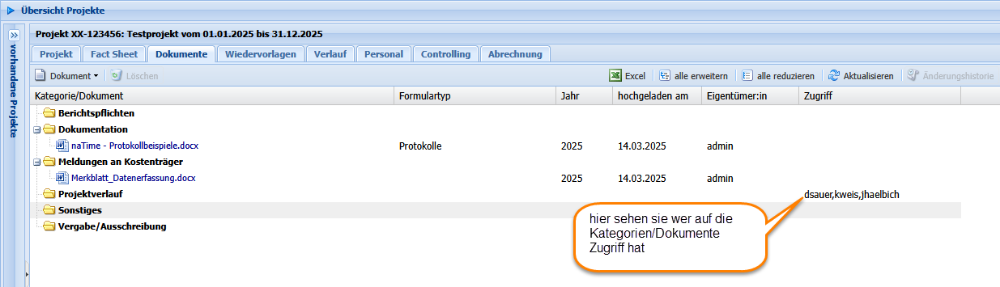 Übersicht Projekte
vorhandene Projekte
Projekt XX-123456: Testprojekt vom 01.01.2025 bis 31.12.2025
Projekt Fact Sheet Dokumente Wiedervorlagen Verlauf Personal Controlling Abrechnung
Dokument Löschen Excel alle erweitern alle reduzieren Aktualisieren Änderungshistorie
Kategorie/Dokument Formulartyp Jahr hochgeladen am Eigentümer:in Zugriff
Berichtspflichten
Dokumentation
naTime - Protokollbeispiele.docx Protokolle 2025 14.03.2025 admin
Meldungen an Kostenträger
Merkblatt_Datenerfassung.docx 2025 14.03.2025 admin
Projektverlauf dsauer,kweis,jhaelbich
Sonstiges
Vergabe/Ausschreibung
hier sehen sie wer auf die
Kategorien/Dokumente
Zugriff hat